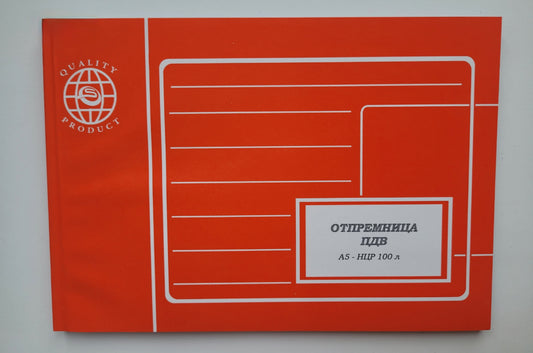 QUALITY
PRODUCT
ОТПРЕМНИЦА
ПДВ
А5 - НЦР 100 л